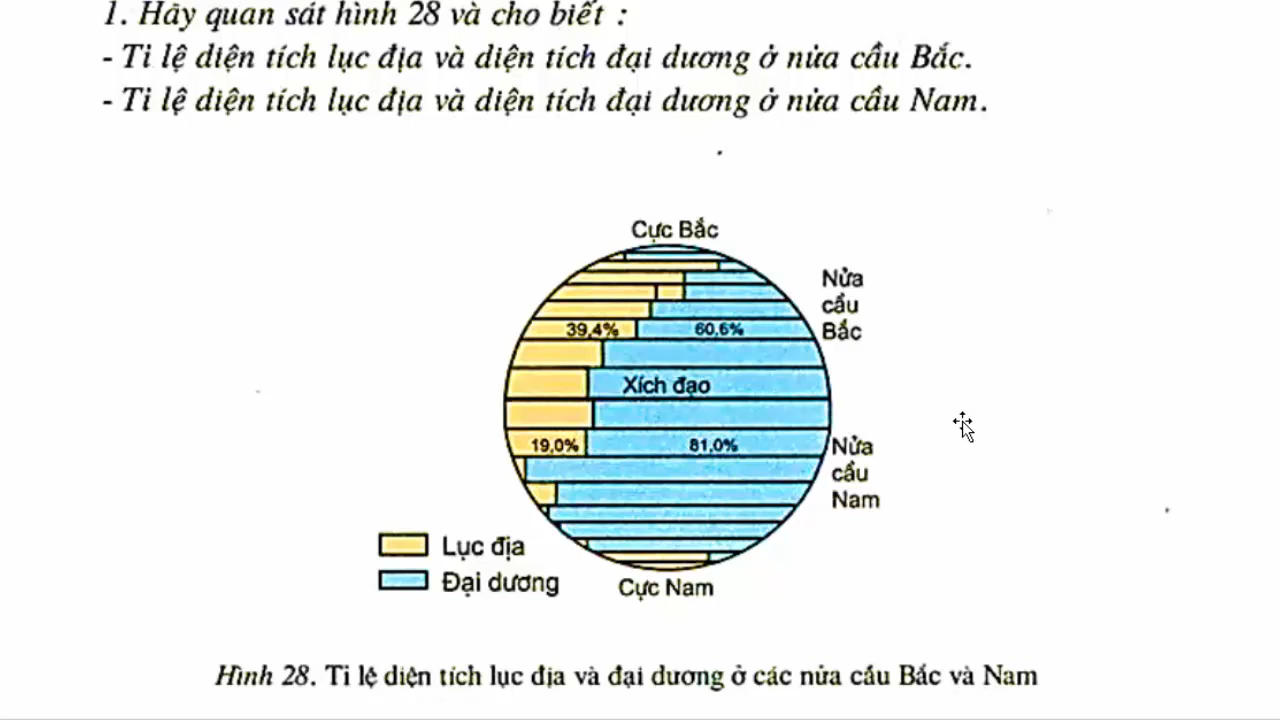 1. Hãy quan sát hình 28 và cho biết :
- Tỉ lệ diện tích lục địa và diện tích đại dương ở nửa cầu Bắc.
- Tỉ lệ diện tích lục địa và diện tích đại dương ở nửa cầu Nam.
Cực Bắc
Nửa
cầu
Bắc
39,4% 60,6%
Xích đạo
19,0% 81,0%
Nửa
cầu
Nam
Lục địa
Đại dương
Cực Nam
Hình 28. Tỉ lệ diện tích lục địa và đại dương ở các nửa cầu Bắc và Nam